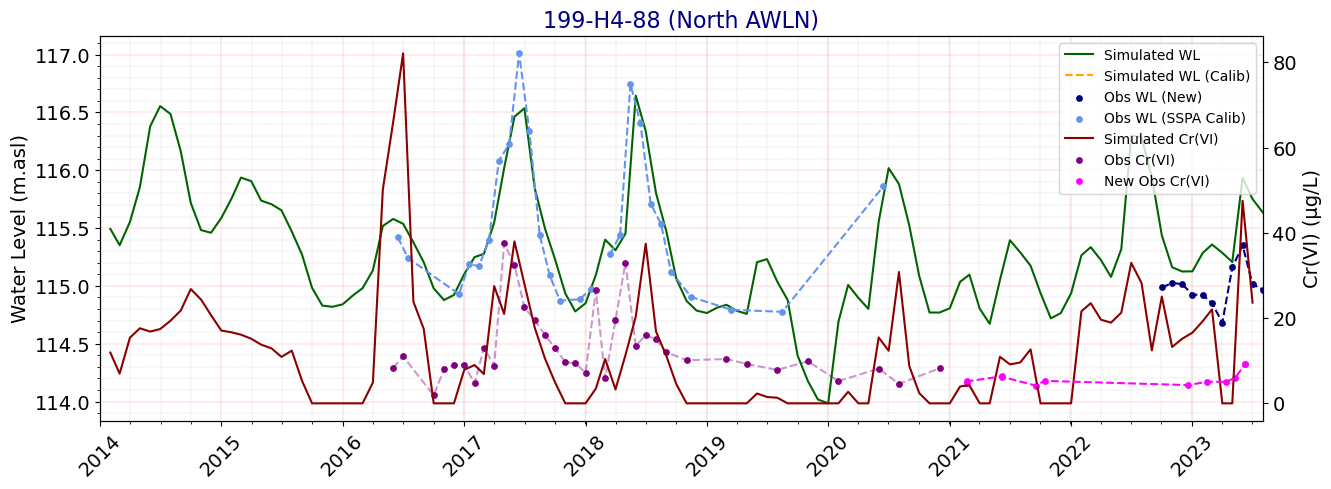 199-H4-88 (North AWLN)
Water Level (m.asl)
117.0
116.5
116.0
115.5
115.0
114.5
114.0
Simulated WL
Simulated WL (Calib)
Obs WL (New)
Obs WL (SSPA Calib)
Simulated Cr(VI)
Obs Cr(VI)
New Obs Cr(VI)
80
60
40
20
0
Cr(VI) (μg/L)
2014
2015
2016
2017
2018
2019
2020
2021
2022
2023